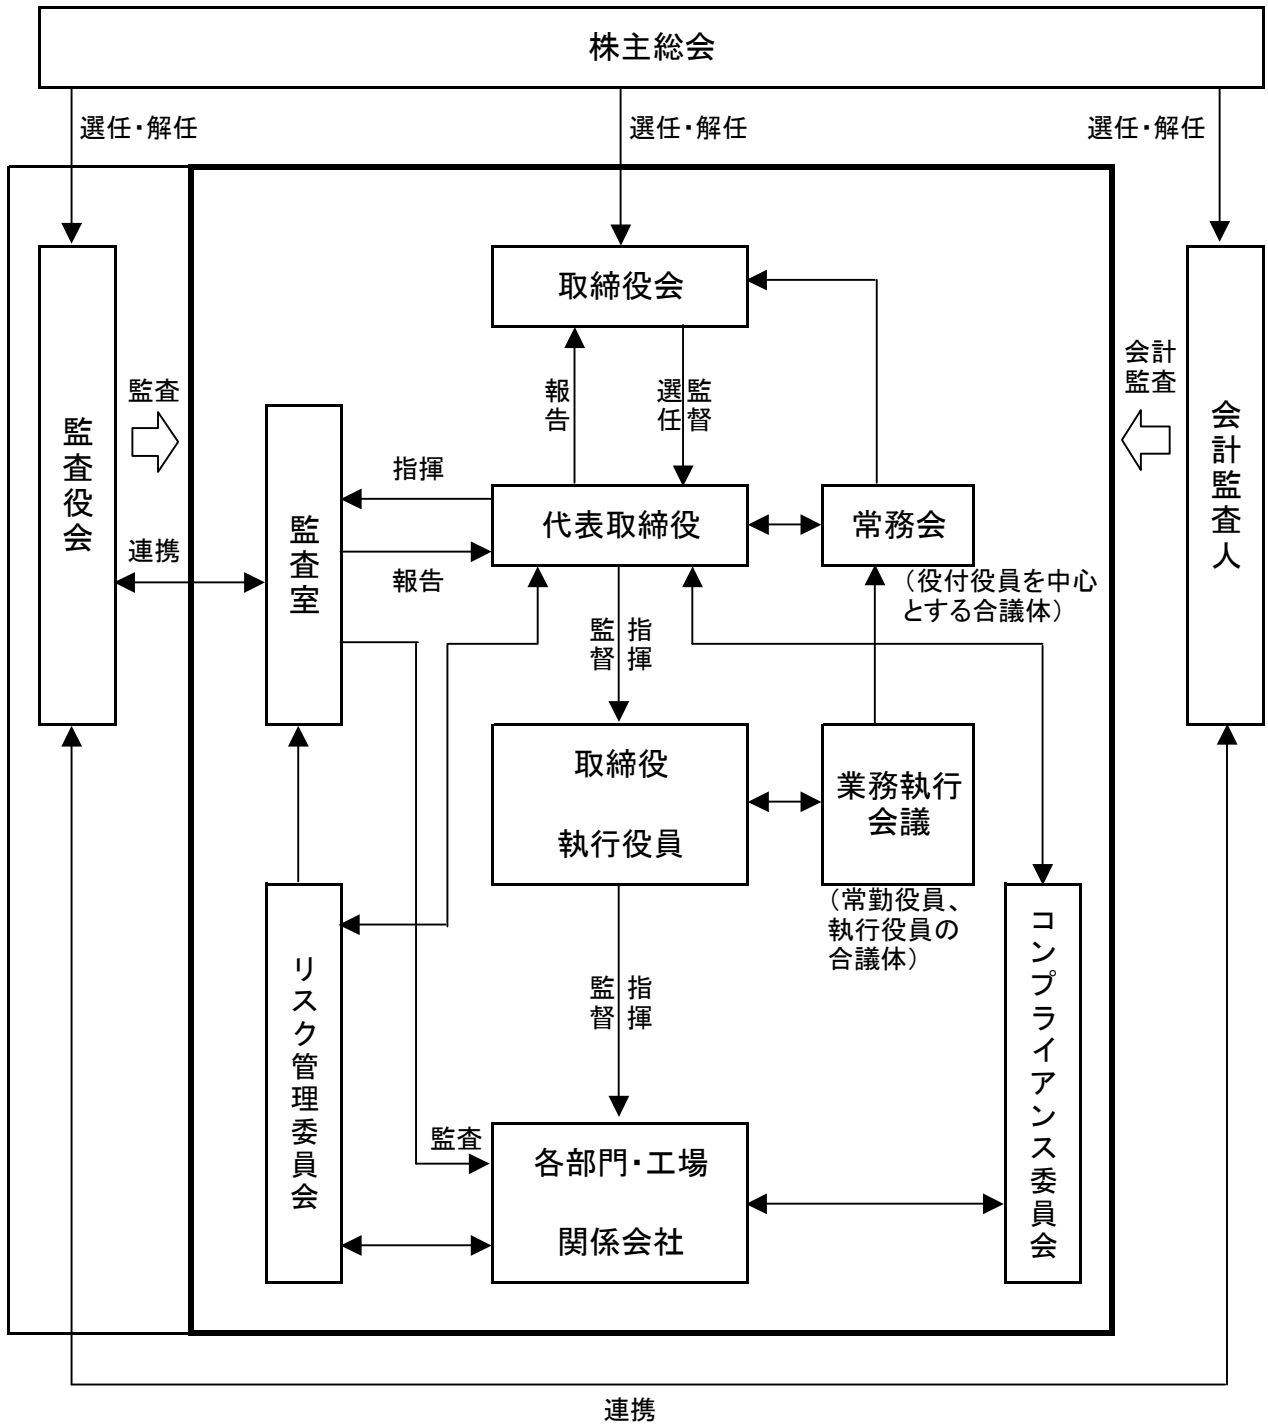 株主総会
選任・解任
選任・解任
選任・解任
取締役会
監査役会
監査
連携
会計
監査
会計監査人
報告
選任
監督
監査室
指揮
報告
代表取締役
常務会
（役付役員を中心
とする合議体）
監督
指揮
取締役
執行役員
業務執行
会議
（常勤役員、
執行役員の
合議体）
リスク管理委員会
コンプライアンス委員会
監督
指揮
監査
各部門・工場
関係会社
連携